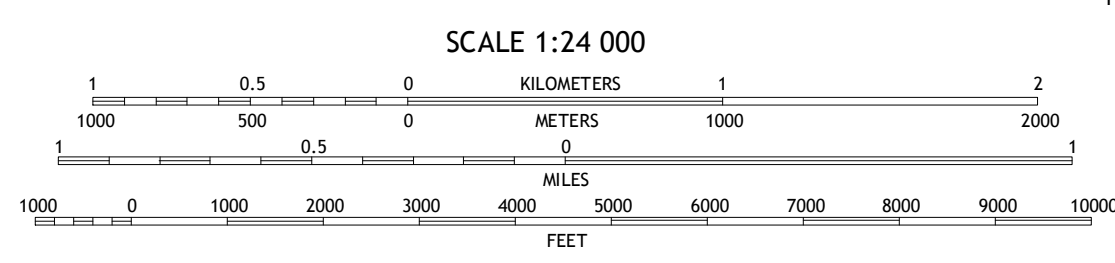 SCALE 1:24 000
1 0.5 0 KILOMETERS 1 2
1000 500 0 METERS 1000 2000
1 0.5 0 1
MILES
1000 0 1000 2000 3000 4000 5000 6000 7000 8000 9000 10000
FEET